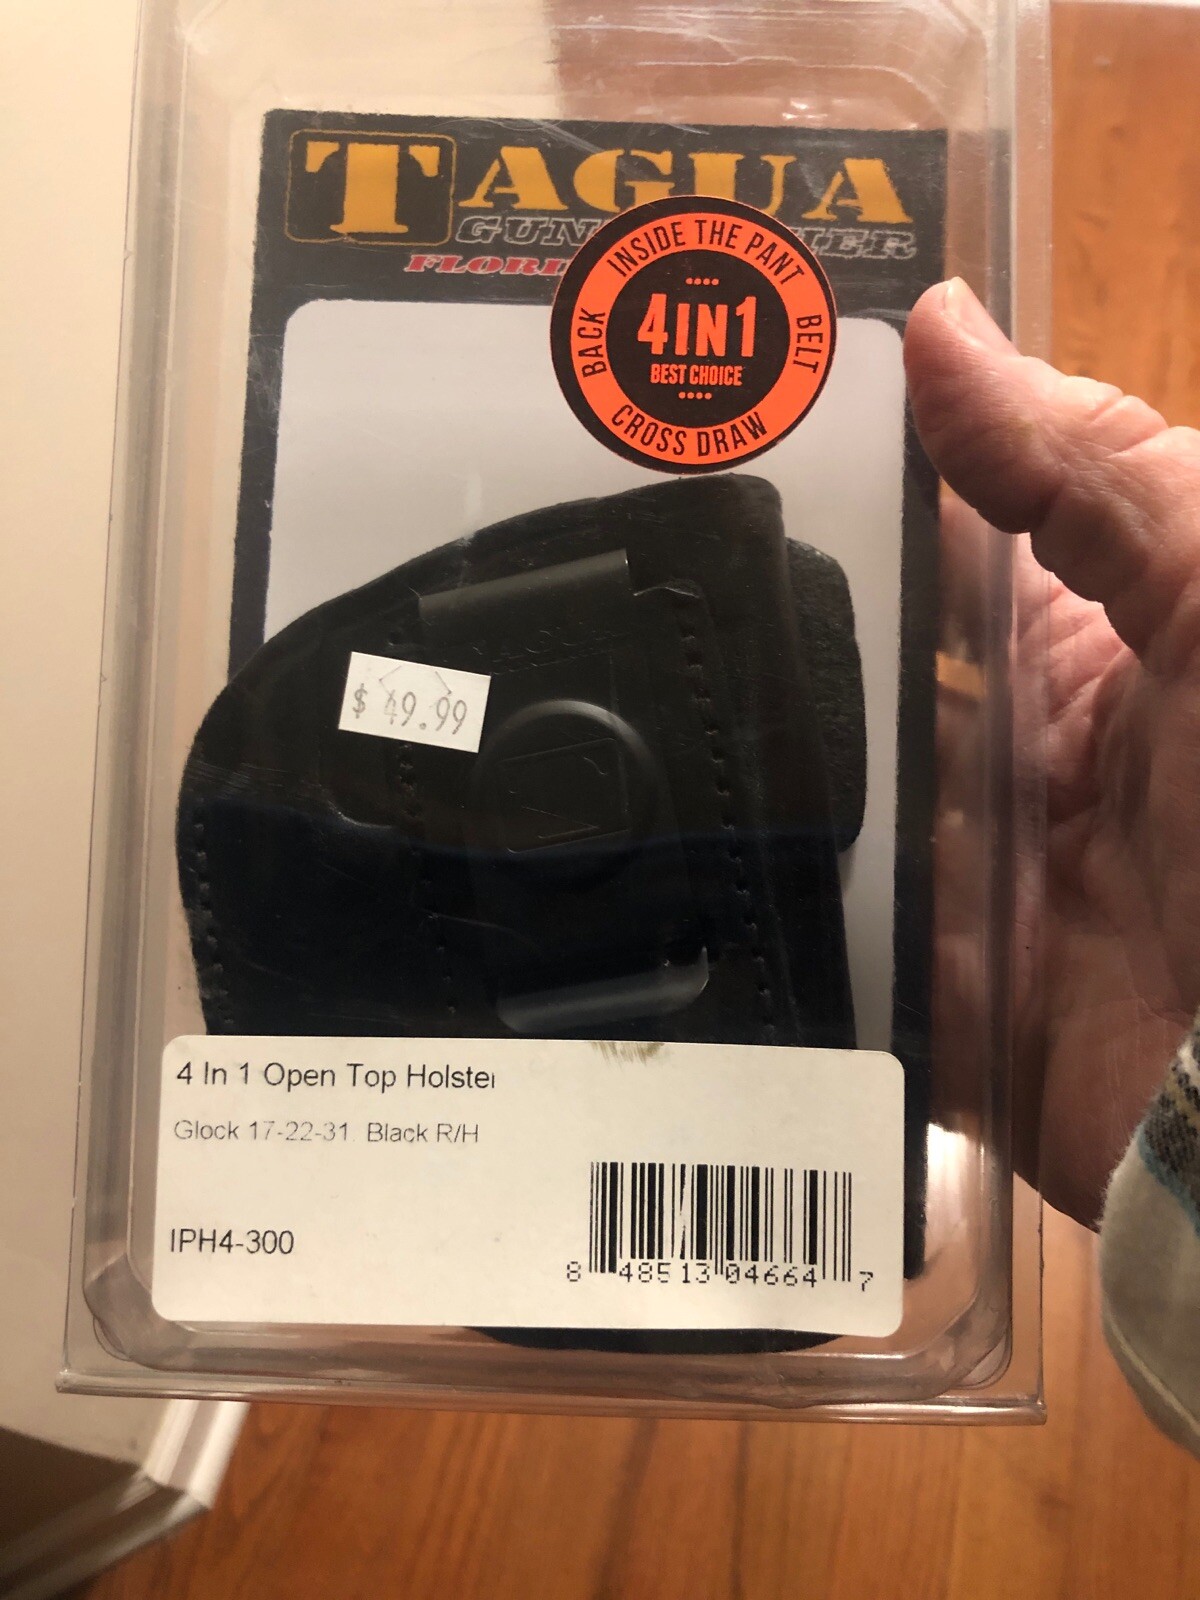 TAGUA
FLORI
INSIDE THE PANT
BELT
CROSS DRAW
BACK
4IN1
BEST CHOICE
$ 49.99
4 In 1 Open Top Holster
Glock 17-22-31 Black R/H
IPH4-300
8 48513 04664 7